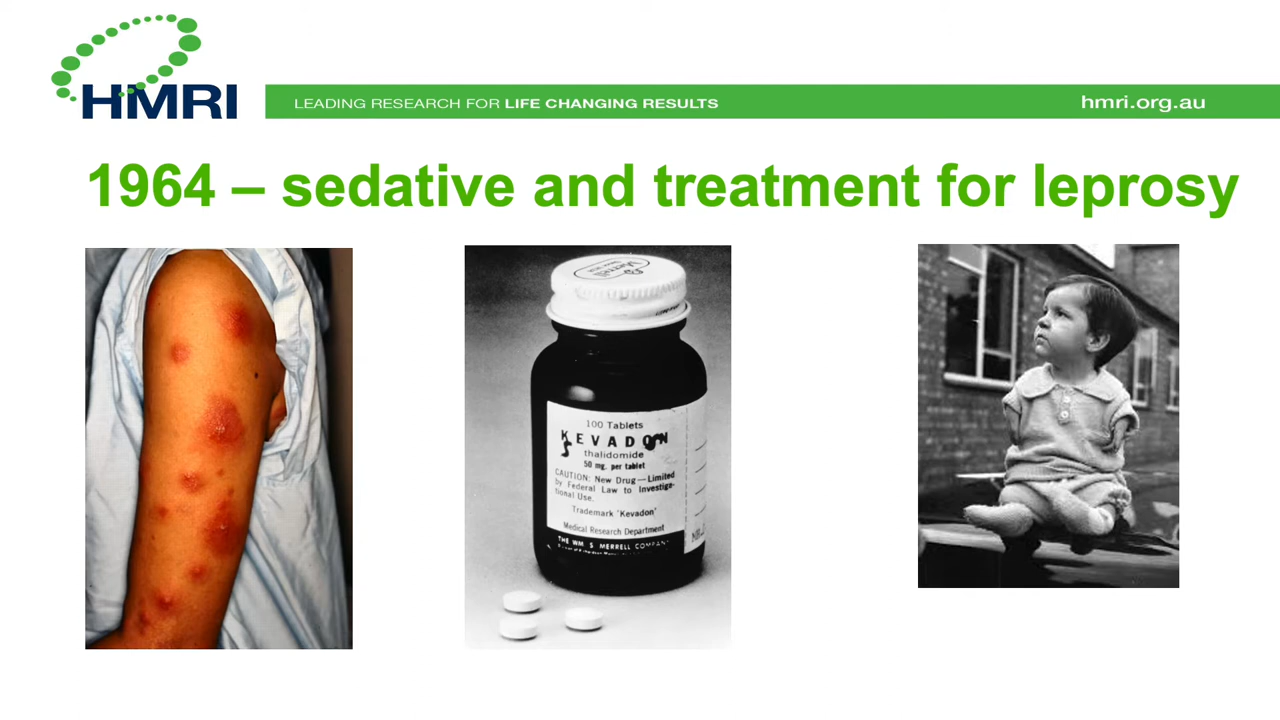 HMRI
LEADING RESEARCH FOR LIFE CHANGING RESULTS
hmri.org.au
1964 – sedative and treatment for leprosy
Merrell
100 Tablets
KEVADON
thalidomide
50 mg. per tablet
CAUTION: New Drug—Limited
by Federal Law to Investiga-
tional Use.
Trademark 'Kevadon'
Medical Research Department
THE WM. S. MERRELL COMPANY